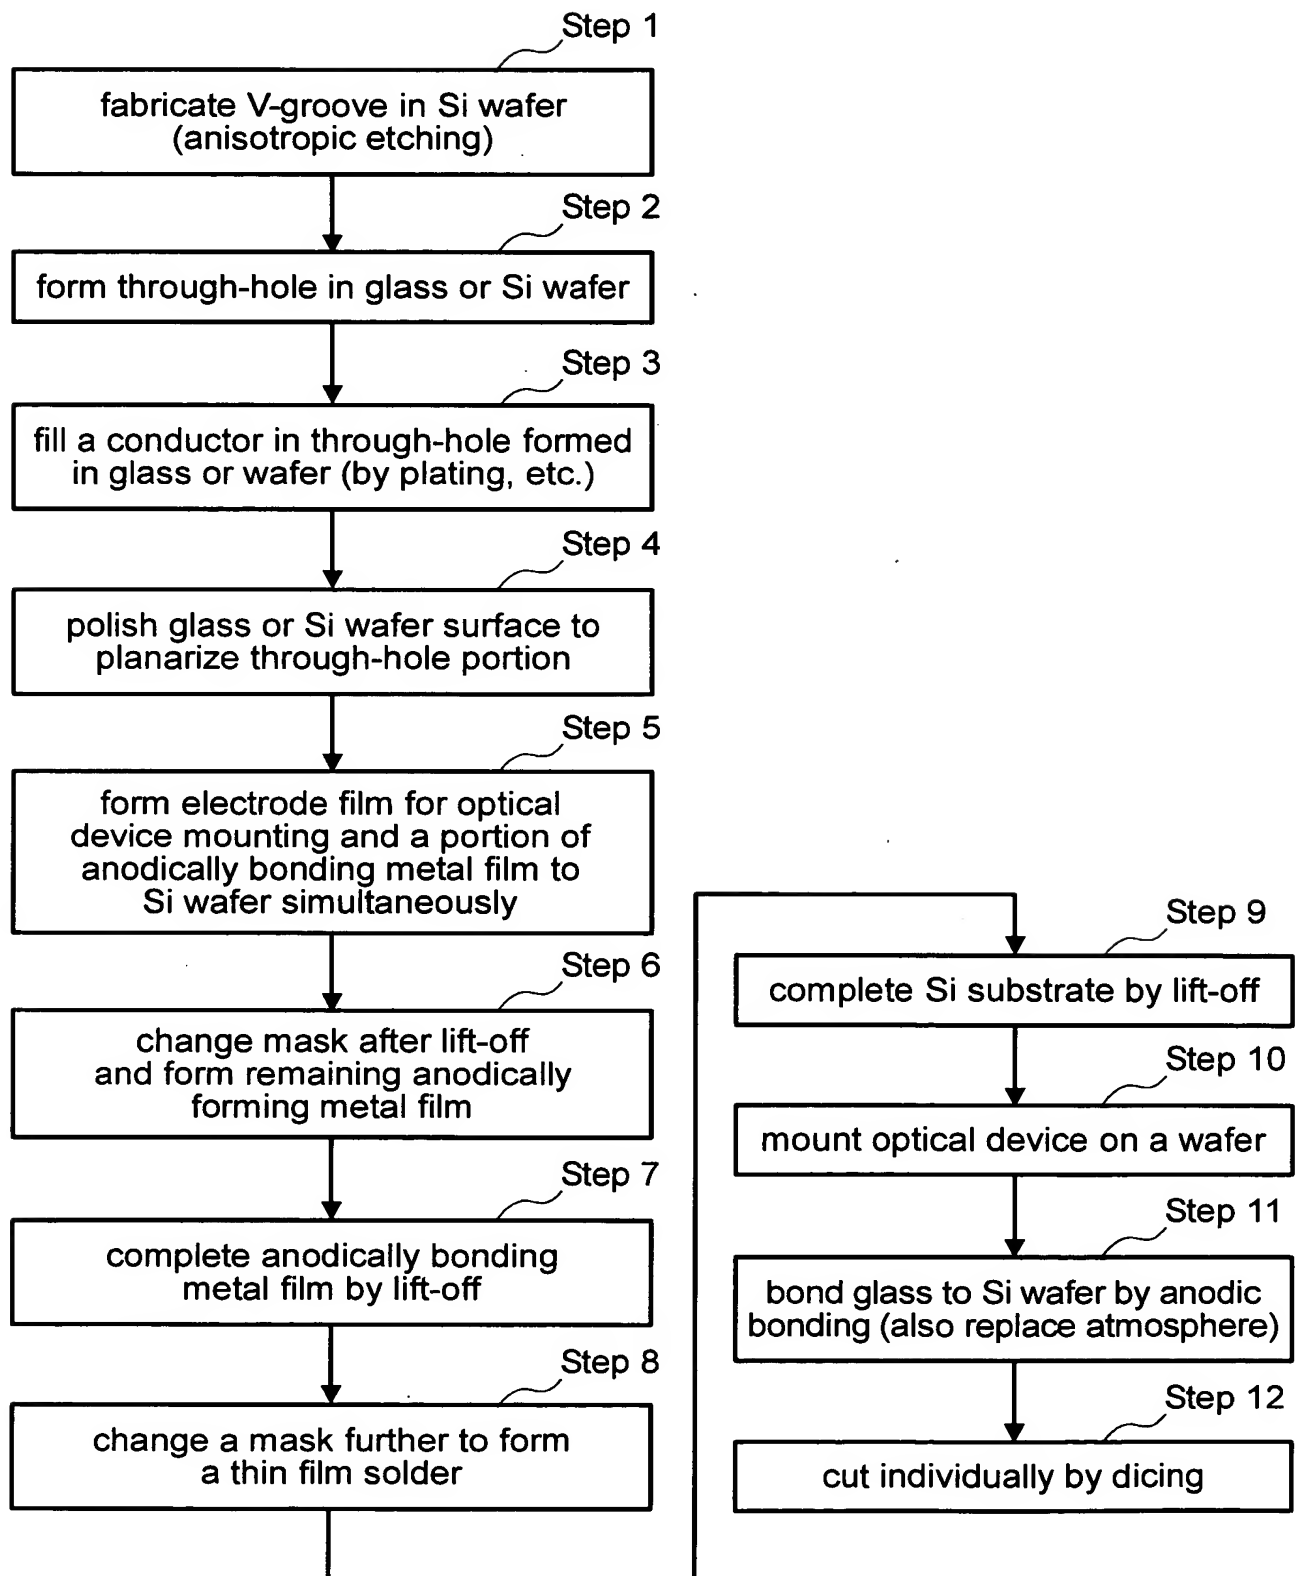 Step 1
fabricate V-groove in Si wafer
(anisotropic etching)
Step 2
form through-hole in glass or Si wafer
Step 3
fill a conductor in through-hole formed
in glass or wafer (by plating, etc.)
Step 4
polish glass or Si wafer surface to
planarize through-hole portion
Step 5
form electrode film for optical
device mounting and a portion of
anodically bonding metal film to
Si wafer simultaneously
Step 6
change mask after lift-off
and form remaining anodically
forming metal film
Step 7
complete anodically bonding
metal film by lift-off
Step 8
change a mask further to form
a thin film solder
Step 9
complete Si substrate by lift-off
Step 10
mount optical device on a wafer
Step 11
bond glass to Si wafer by anodic
bonding (also replace atmosphere)
Step 12
cut individually by dicing